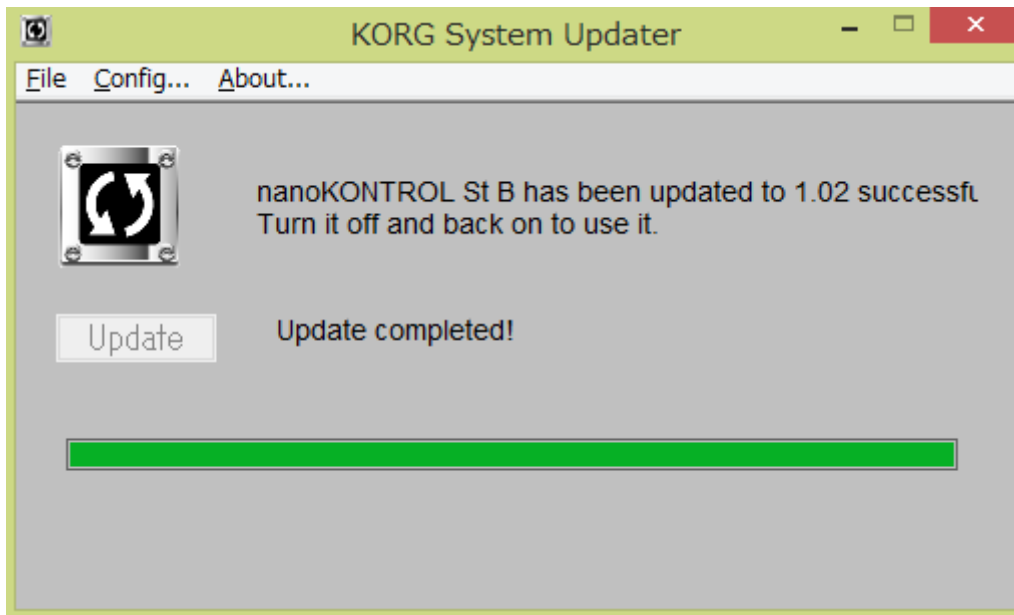 KORG System Updater
File Config... About...
nanoKONTROL St B has been updated to 1.02 successfu
Turn it off and back on to use it.
Update
Update completed!